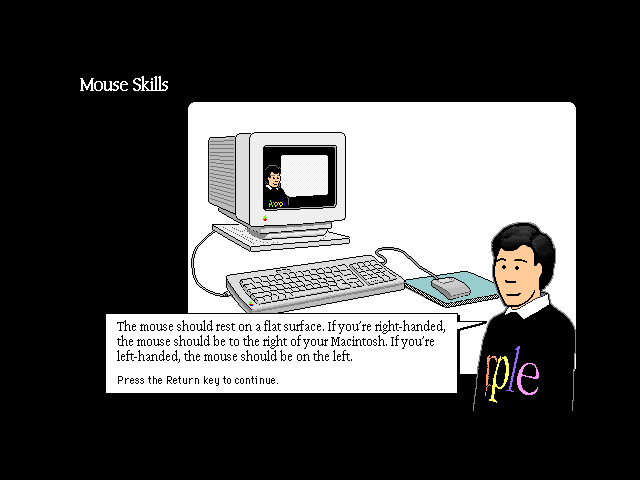 Mouse Skills
Apple
The mouse should rest on a flat surface. If you're right-handed,
the mouse should be to the right of your Macintosh. If you're
left-handed, the mouse should be on the left.
Press the Return key to continue.
pple